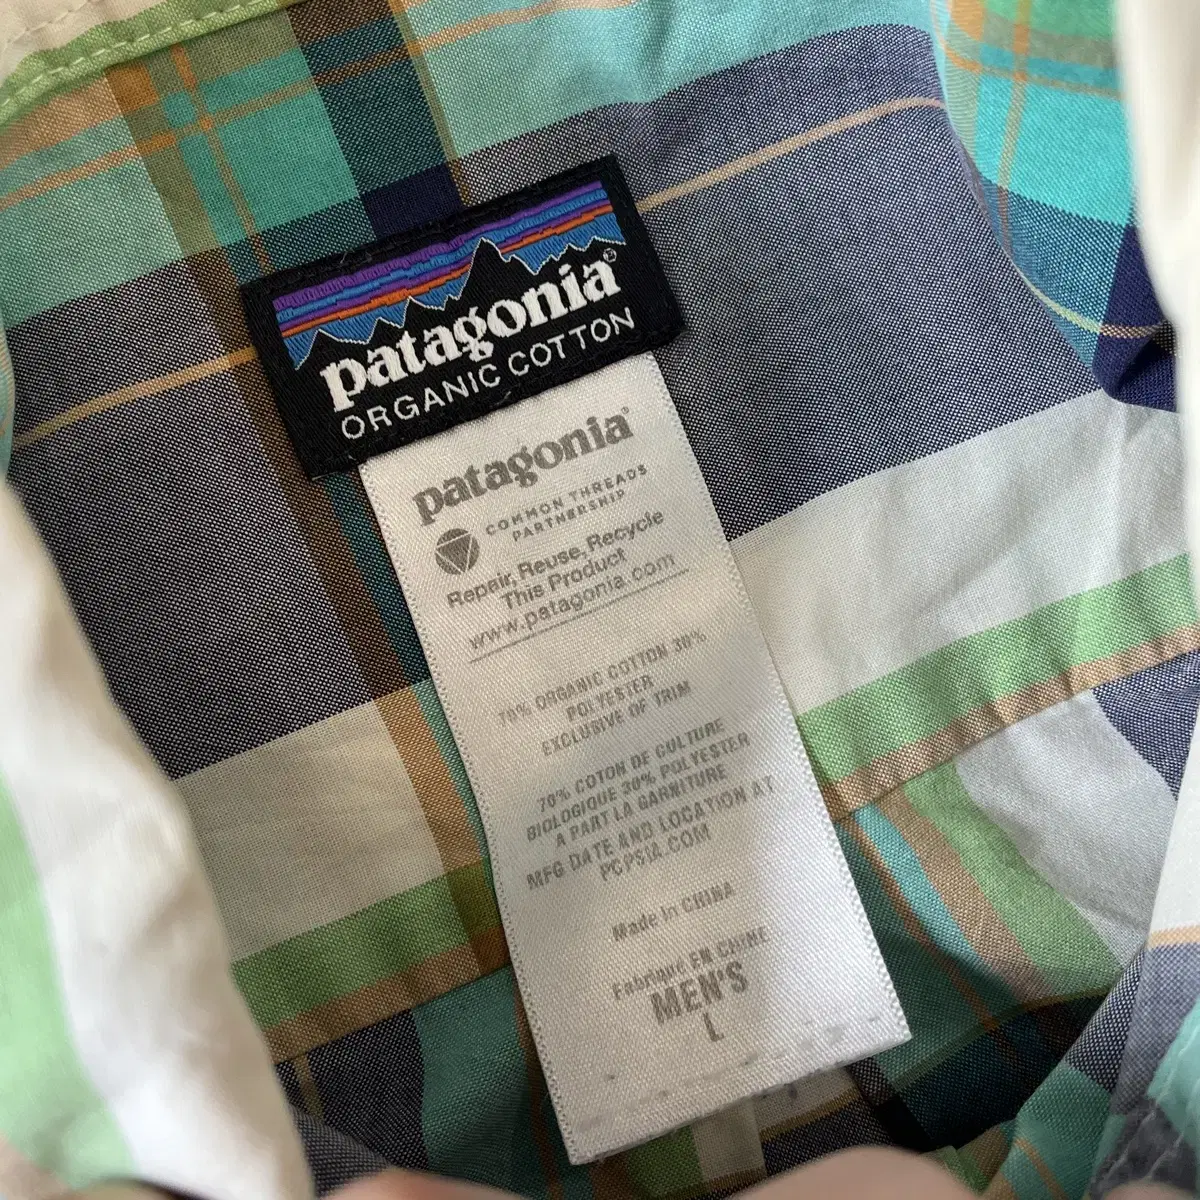 patagonia®
ORGANIC COTTON
patagonia®
COMMON THREADS
PARTNERSHIP
Repair, Reuse, Recycle
This Product
www.patagonia.com
70% ORGANIC COTTON 30%
POLYESTER
EXCLUSIVE OF TRIM
70% COTON DE CULTURE
BIOLOGIQUE 30% POLYESTER
A PART LA GARNITURE
MFG DATE AND LOCATION AT
PCPSIA.COM
Made in CHINA
Fabriqué EN CHINE
MEN'S
L